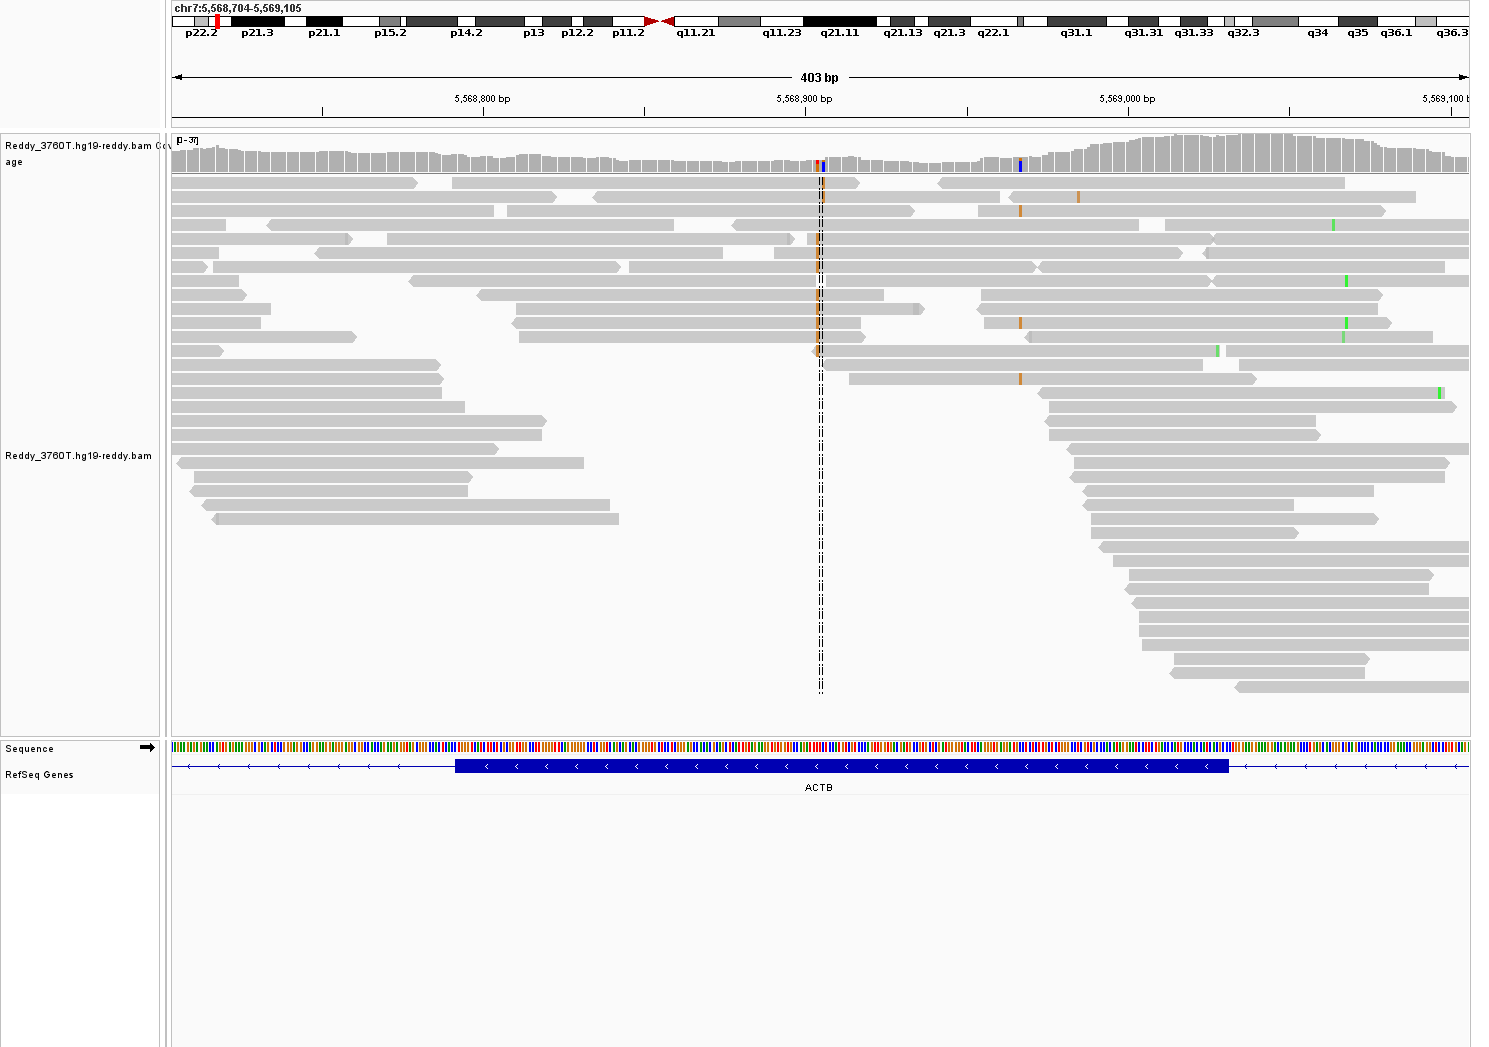 chr7:5,568,704-5,569,105
p22.2 p21.3 p21.1 p15.2 p14.2 p13 p12.2 p11.2 q11.21 q11.23 q21.11 q21.13 q21.3 q22.1 q31.1 q31.31 q31.33 q32.3 q34 q35 q36.1 q36.3
403 bp
5,568,800 bp 5,568,900 bp 5,569,000 bp 5,569,100 b
[0-37]
Reddy_3760T.hg19-reddy.bam Cov
age
Reddy_3760T.hg19-reddy.bam
Sequence
RefSeq Genes
ACTB